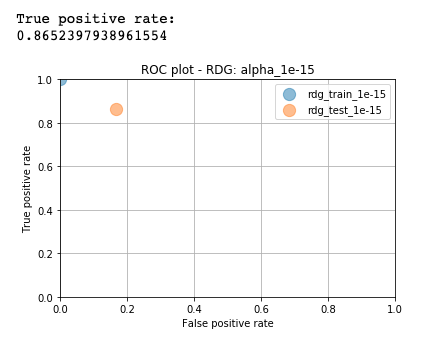 True positive rate:
0.8652397938961554
ROC plot - RDG: alpha_1e-15
rdg_train_1e-15
rdg_test_1e-15
True positive rate
1.0
0.8
0.6
0.4
0.2
0.0
0.0 0.2 0.4 0.6 0.8 1.0
False positive rate